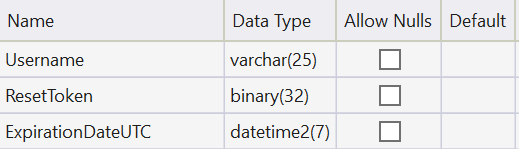 Name Data Type Allow Nulls Default
Username varchar(25)
ResetToken binary(32)
ExpirationDateUTC datetime2(7)